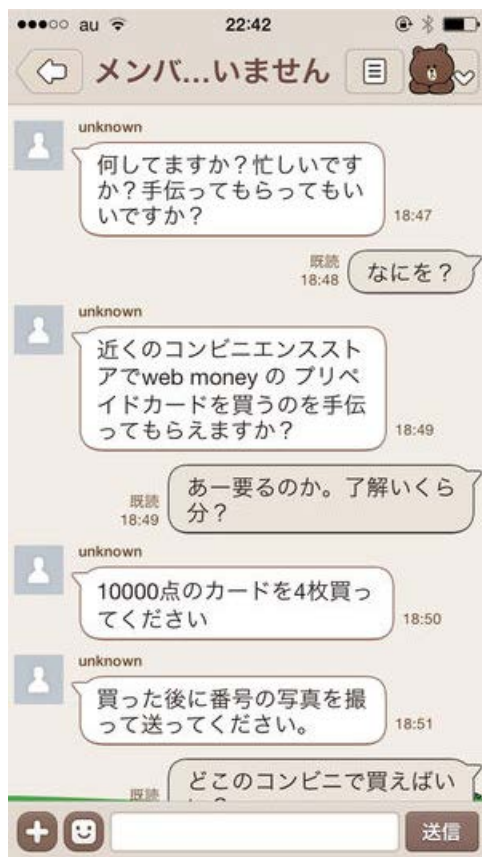 au 22:42
メンバ...いません
unknown
何してますか？忙しいです
か？手伝ってもらってもい
いですか？
18:47
既読
18:48
なにを？
unknown
近くのコンビニエンススト
アでweb money の プリペ
イドカードを買うのを手伝
ってもらえますか？
18:49
あー要るのか。了解いくら
分？
既読
18:49
unknown
10000点のカードを4枚買っ
てください
18:50
unknown
買った後に番号の写真を撮
って送ってください。
18:51
どこのコンビニで買えばい
既読
送信